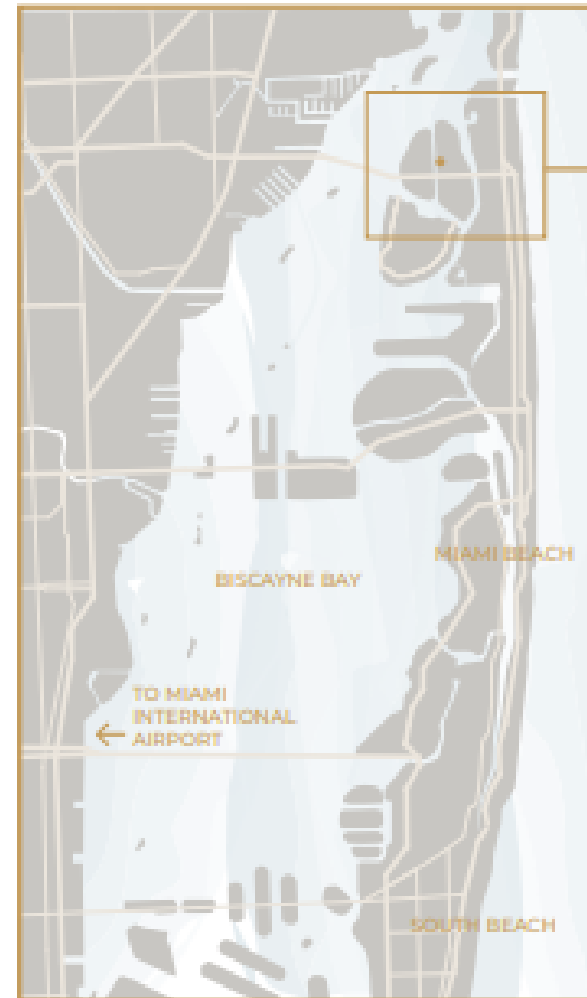 MIAMI BEACH
BISCAYNE BAY
TO MIAMI
INTERNATIONAL
AIRPORT
SOUTH BEACH